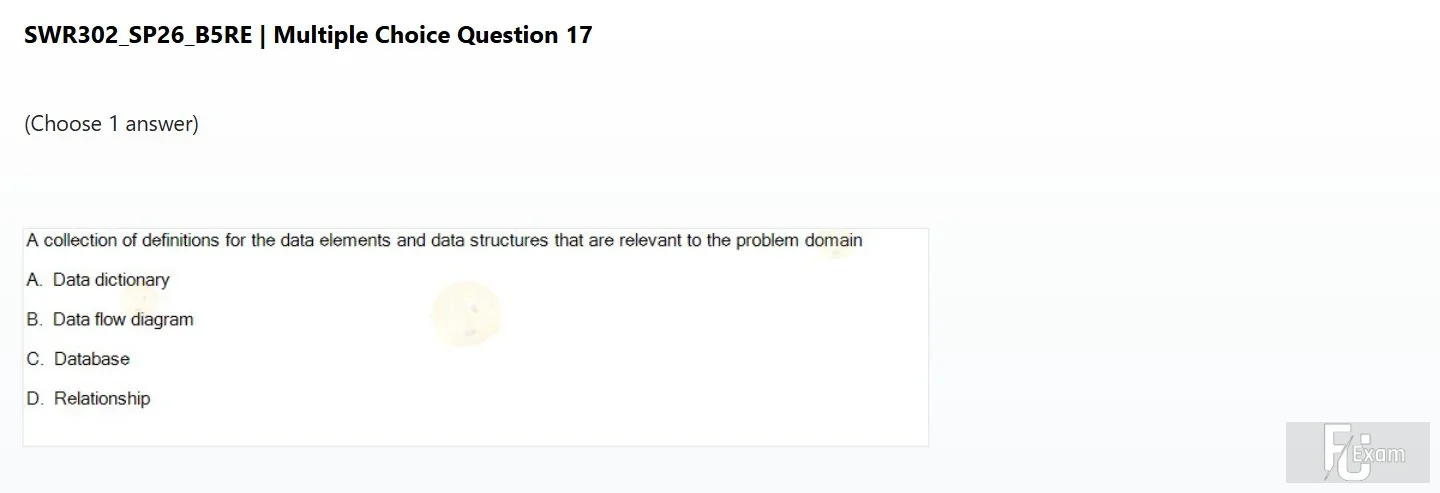 SWR302_SP26_B5RE | Multiple Choice Question 17
(Choose 1 answer)
A collection of definitions for the data elements and data structures that are relevant to the problem domain
A. Data dictionary
B. Data flow diagram
C. Database
D. Relationship
FU Exam